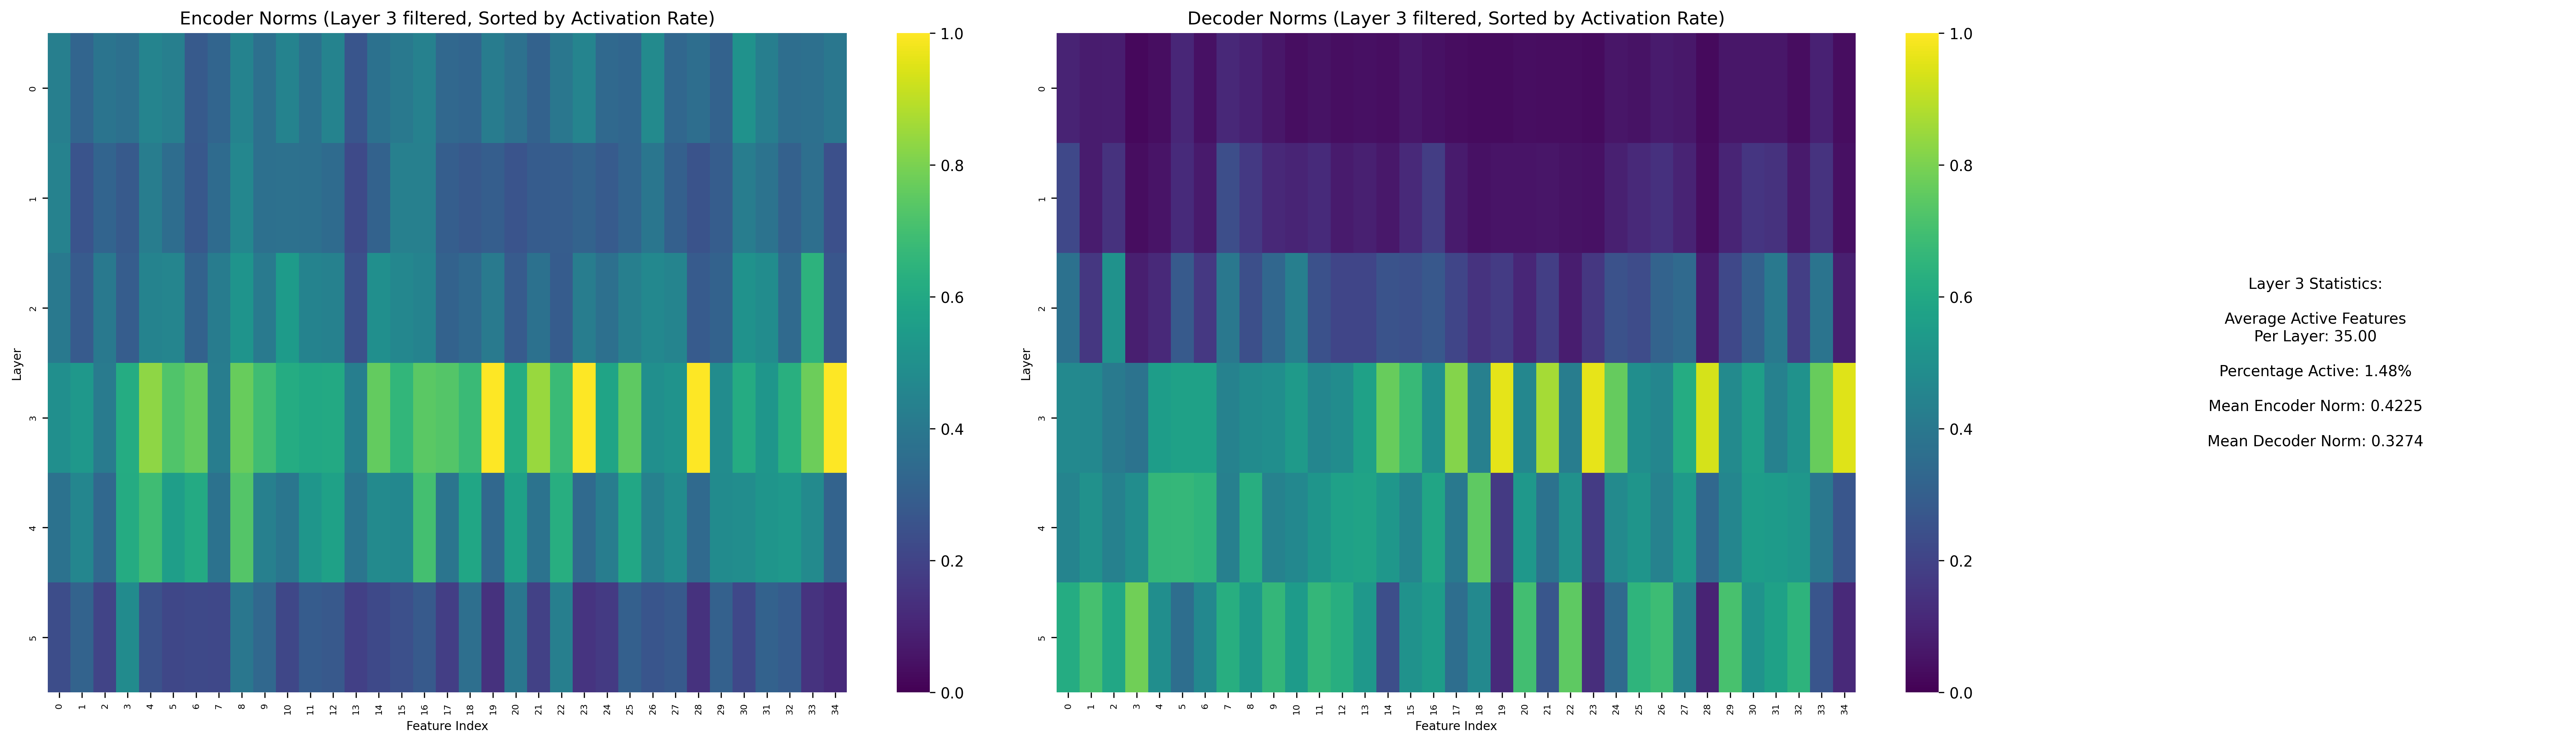 Encoder Norms (Layer 3 filtered, Sorted by Activation Rate)
Layer
0
1
2
3
4
5
0 1 2 3 4 5 6 7 8 9 10 11 12 13 14 15 16 17 18 19 20 21 22 23 24 25 26 27 28 29 30 31 32 33 34
Feature Index
1.0
0.8
0.6
0.4
0.2
0.0
Decoder Norms (Layer 3 filtered, Sorted by Activation Rate)
Layer
0
1
2
3
4
5
0 1 2 3 4 5 6 7 8 9 10 11 12 13 14 15 16 17 18 19 20 21 22 23 24 25 26 27 28 29 30 31 32 33 34
Feature Index
1.0
0.8
0.6
0.4
0.2
0.0
Layer 3 Statistics:
Average Active Features
Per Layer: 35.00
Percentage Active: 1.48%
Mean Encoder Norm: 0.4225
Mean Decoder Norm: 0.3274